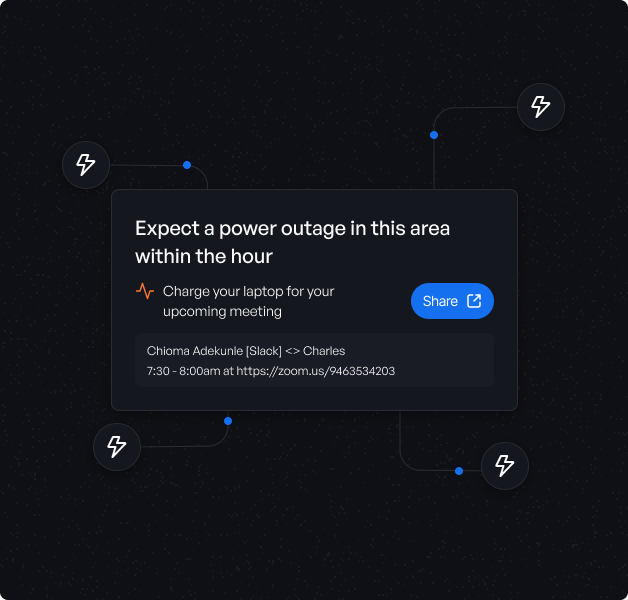 Expect a power outage in this area
within the hour
Charge your laptop for your
upcoming meeting
Share
Chioma Adekunle [Slack] <> Charles
7:30 - 8:00am at https://zoom.us/9463534203